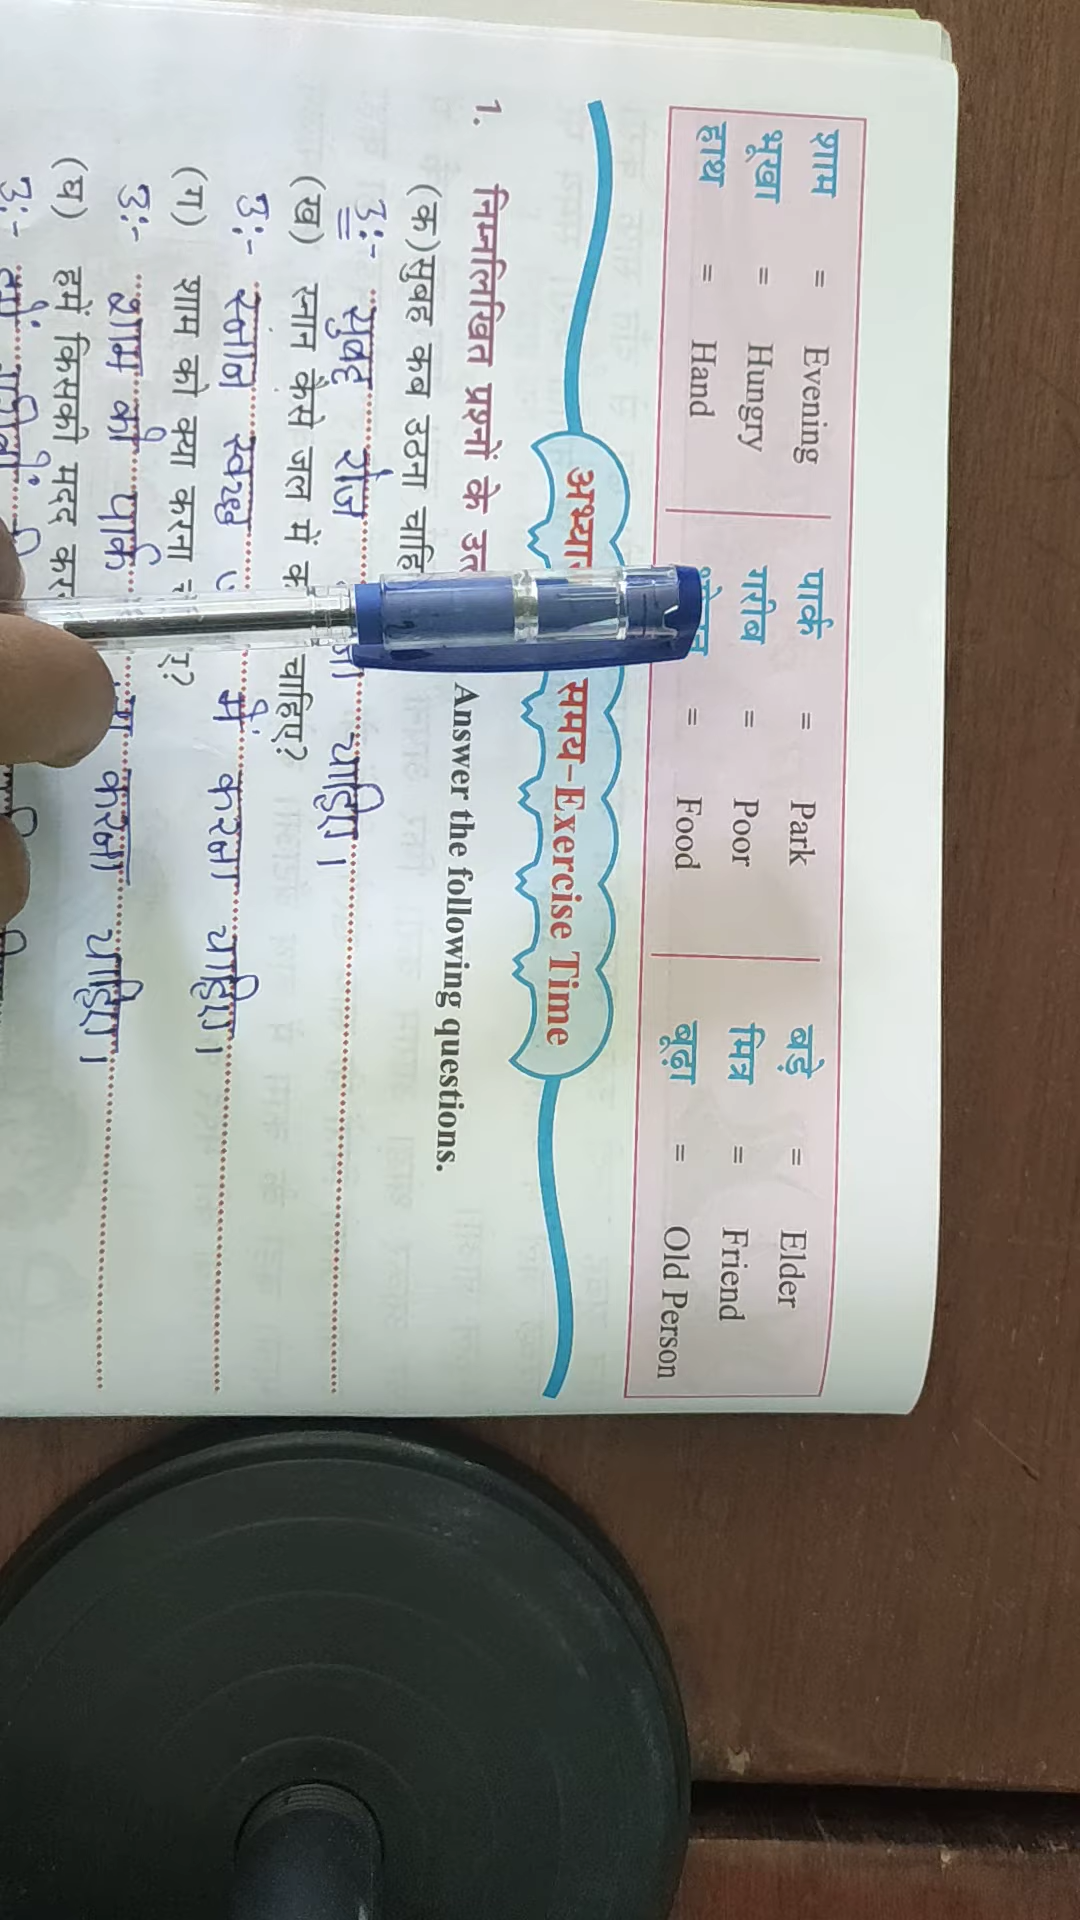 शाम = Evening पार्क = Park बड़े = Elder
भूखा = Hungry गरीब = Poor मित्र = Friend
हाथ = Hand = Food बूढ़ा = Old Person
समय-Exercise Time
1. निम्नलिखित प्रश्नों के Answer the following questions.
(क) सुबह कब उठना
उ:- सुबह रोज चाहिए।
(ख) स्नान कैसे जल में चाहिए?
उ:- स्नान स्वच्छ में करना चाहिए।
(ग) शाम को क्या करना
उ:- शाम को पार्क करना चाहिए।
(घ) हमें किसकी मदद
उ:-